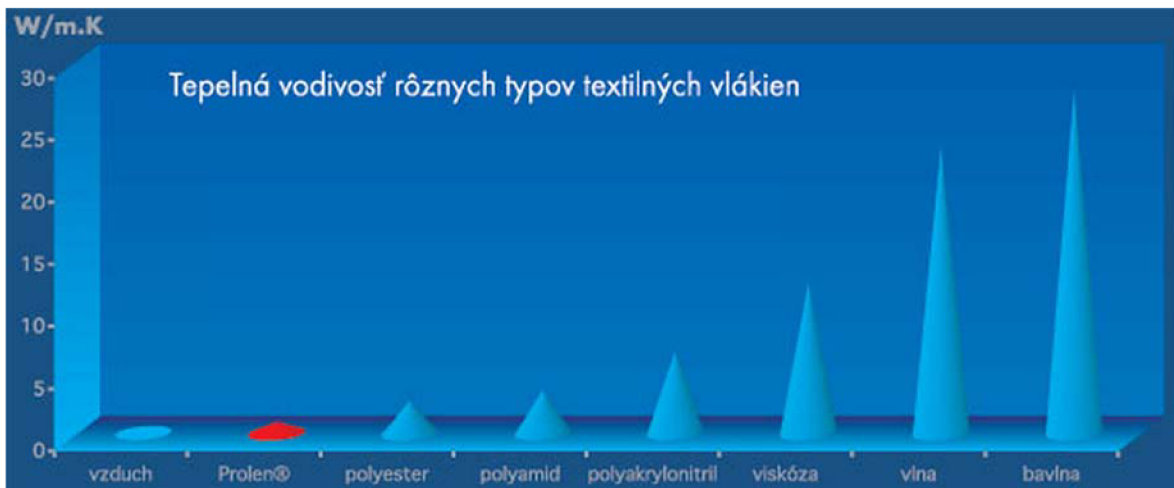 W/m.K
Tepelná vodivosť rôznych typov textilných vlákien
30
25
20
15
10
5
0
vzduch Prolen® polyester polyamid polyakrylonitril viskóza vlna bavlna